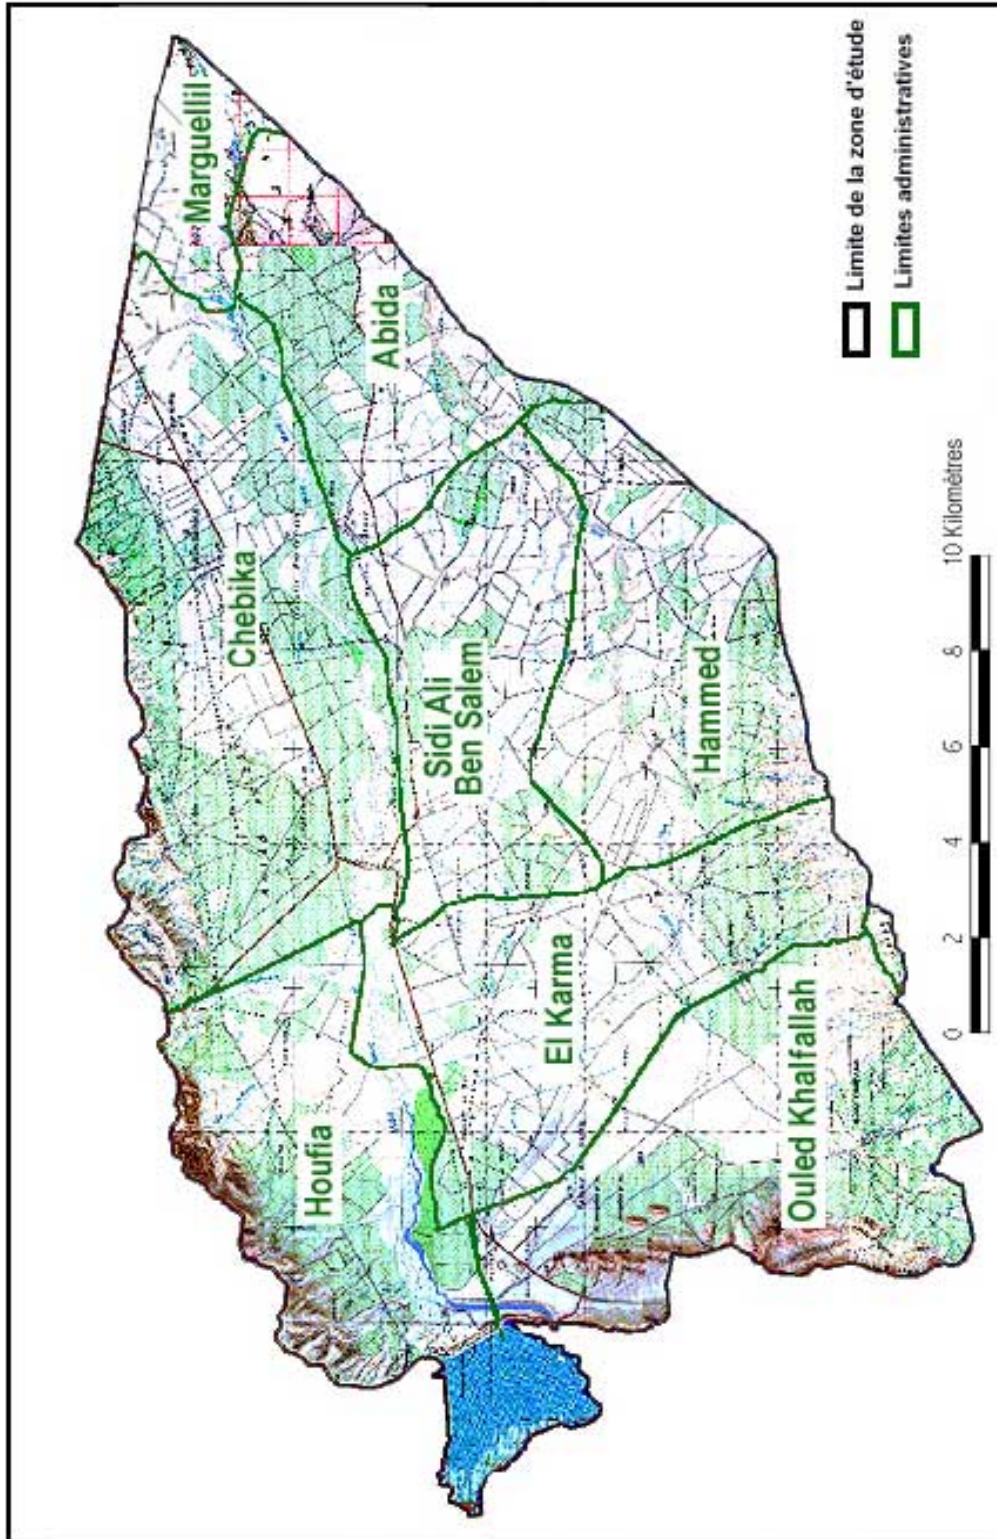 Marguellil
Abida
Chebika
Sidi Ali
Ben Salem
Hammed
El Karma
Houfia
Ouled Khalfallah
Limite de la zone d'étude
Limites administratives
0 2 4 6 8 10 Kilomètres